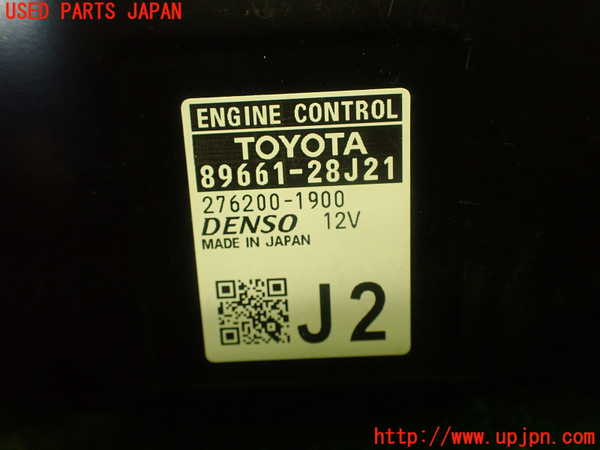 USED PARTS JAPAN
ENGINE CONTROL
TOYOTA
89661-28J21
276200-1900
DENSO 12V
MADE IN JAPAN
J2
http://www.upjpn.com/